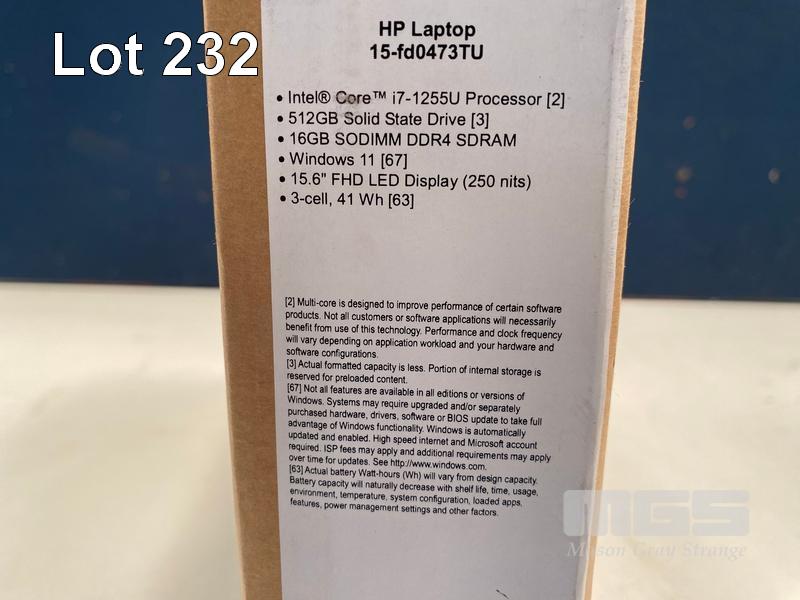 Lot 232
HP Laptop
15-fd0473TU
• Intel® Core™ i7-1255U Processor [2]
• 512GB Solid State Drive [3]
• 16GB SODIMM DDR4 SDRAM
• Windows 11 [67]
• 15.6" FHD LED Display (250 nits)
• 3-cell, 41 Wh [63]
[2] Multi-core is designed to improve performance of certain software
products. Not all customers or software applications will necessarily
benefit from use of this technology. Performance and clock frequency
will vary depending on application workload and your hardware and
software configurations.
[3] Actual formatted capacity is less. Portion of internal storage is
reserved for preloaded content.
[67] Not all features are available in all editions or versions of
Windows. Systems may require upgraded and/or separately
purchased hardware, drivers, software or BIOS update to take full
advantage of Windows functionality. Windows is automatically
updated and enabled. High speed internet and Microsoft account
required. ISP fees may apply and additional requirements may apply
over time for updates. See http://www.windows.com.
[63] Actual battery Watt-hours (Wh) will vary from design capacity.
Battery capacity will naturally decrease with shelf life, time, usage,
environment, temperature, system configuration, loaded apps,
features, power management settings and other factors.
MGS
Mason Gray Strange